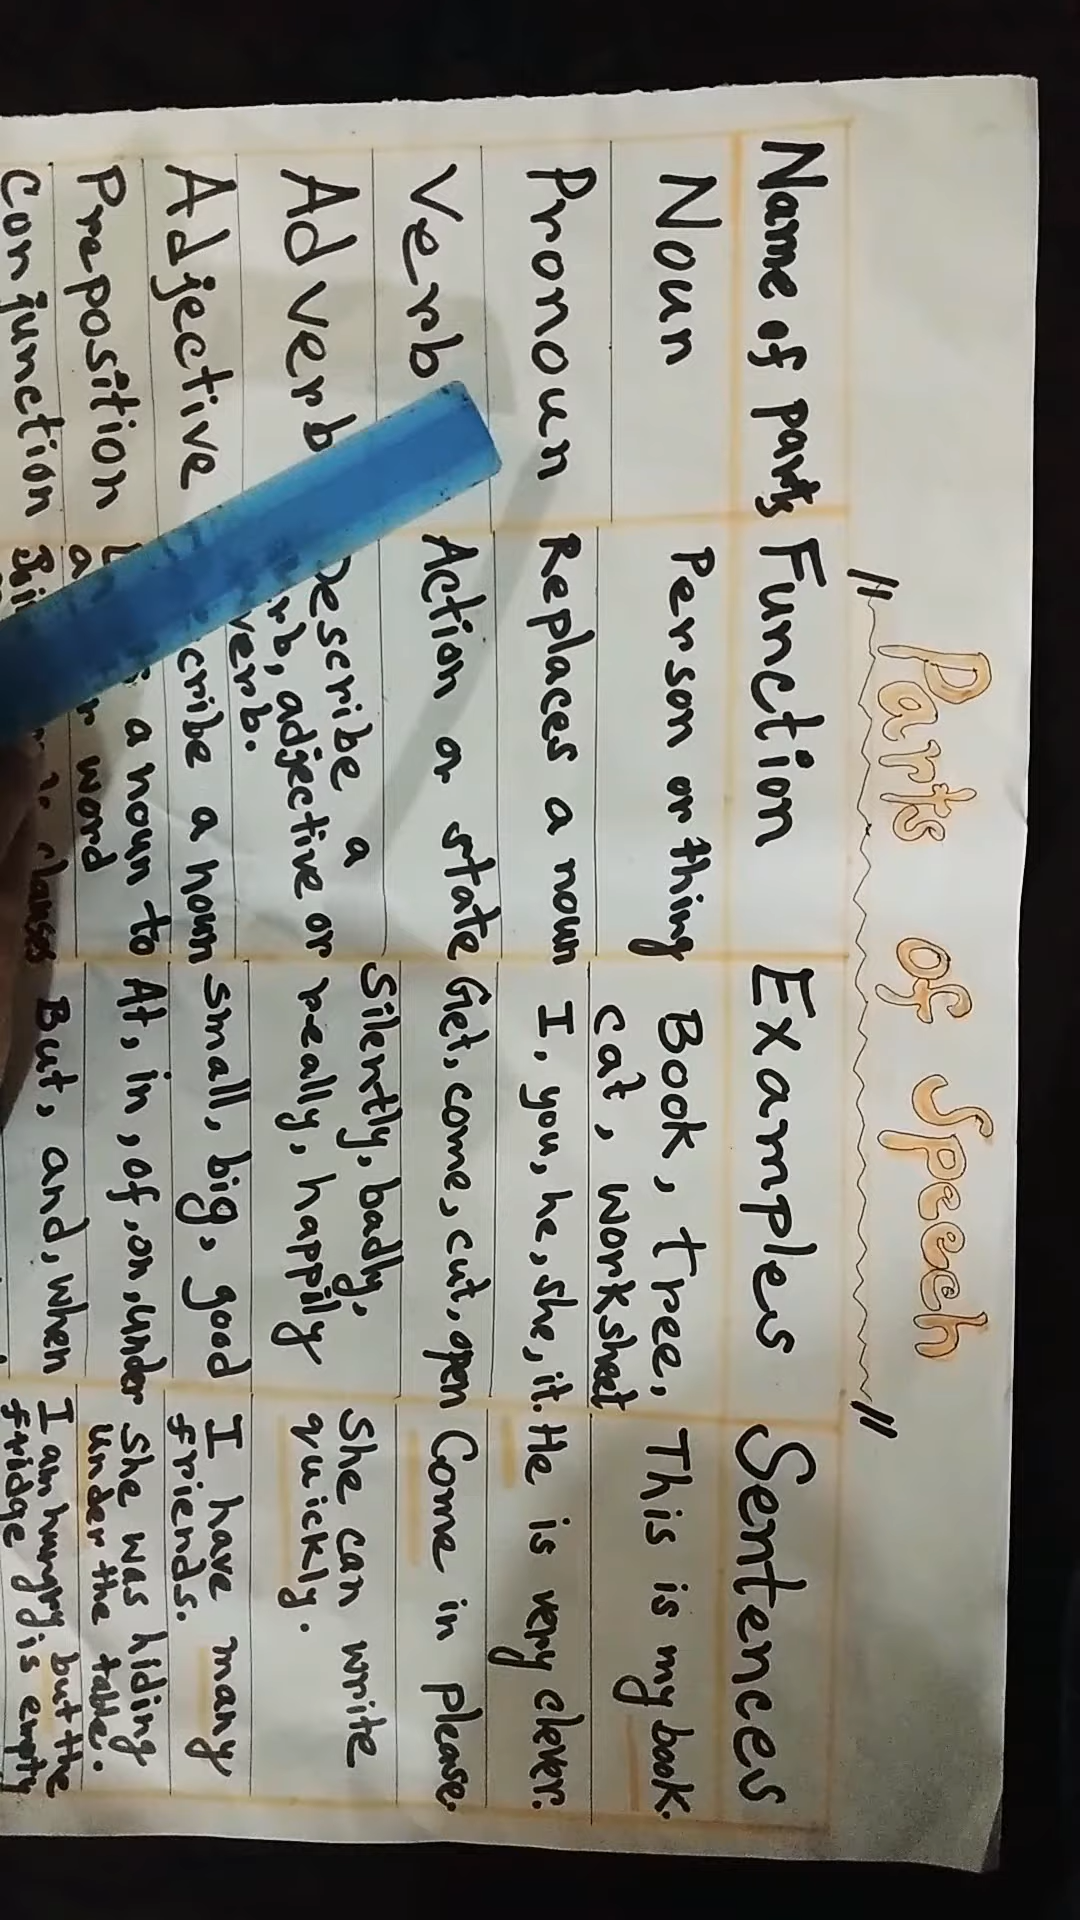 "Parts of Speech"
Name of parts Function Examples Sentences
Noun Person or thing Book, tree, This is my book.
cat, worksheet
Pronoun Replaces a noun I, you, he, she, it. He is very clever.
Verb Action or state Get, come, cut, open Come in please.
Adverb Describe a Silently, badly, She can write
adjective or really, happily quickly.
verb.
Adjective a noun small, big, good I have many
friends.
Preposition a noun to At, in, of, on, under She was hiding
word under the table.
Conjunction clauses But, and, when I am hungry, but the
fridge is empty